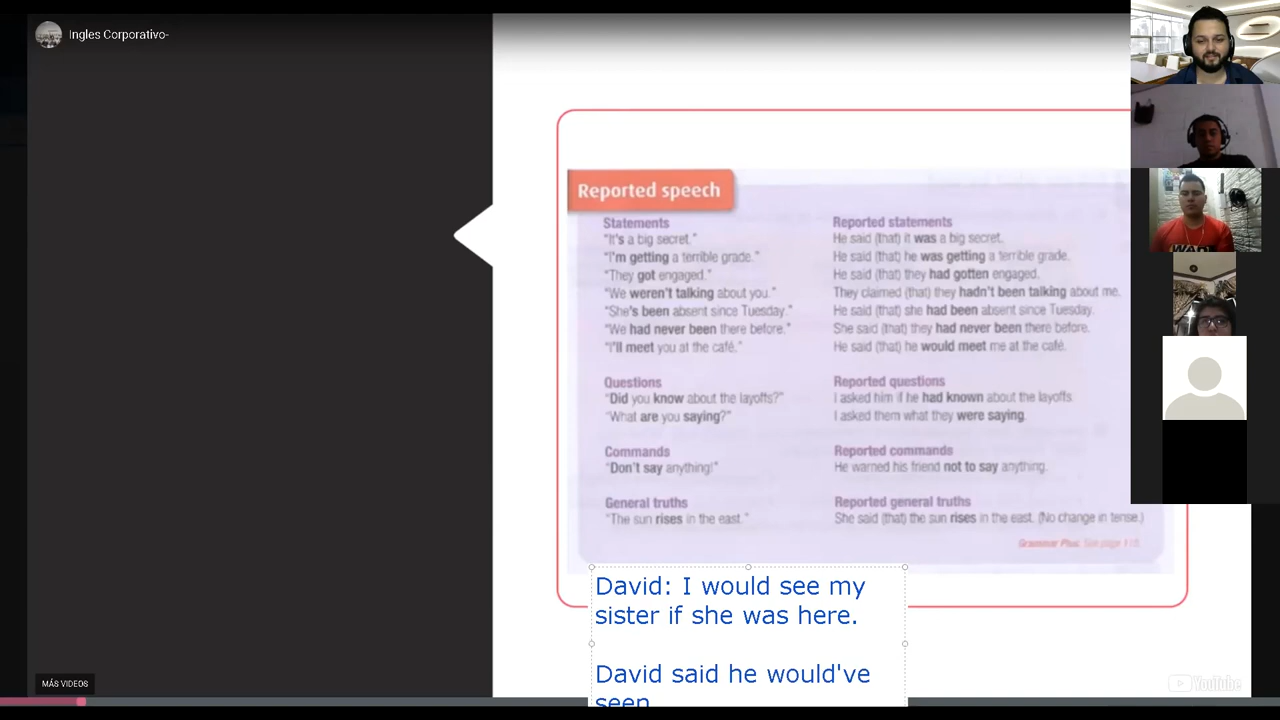 Ingles Corporativo-
Reported speech
Statements
"It's a big secret."
"I'm getting a terrible grade."
"They got engaged."
"We weren't talking about you."
"She's been absent since Tuesday."
"We had never been there before."
"I'll meet you at the café."
Reported statements
He said (that) it was a big secret.
He said (that) he was getting a terrible grade.
He said (that) they had gotten engaged.
They claimed (that) they hadn't been talking about me.
He said (that) she had been absent since Tuesday.
She said (that) they had never been there before.
He said (that) he would meet me at the café.
Questions
"Did you know about the layoffs?"
"What are you saying?"
Reported questions
I asked him if he had known about the layoffs.
I asked them what they were saying.
Commands
"Don't say anything!"
Reported commands
He warned his friend not to say anything.
General truths
"The sun rises in the east."
Reported general truths
She said (that) the sun rises in the east. (No change in tense.)
Grammar Plus: See page 115.
David: I would see my
sister if she was here.
David said he would've
seen
MÁS VIDEOS
YouTube